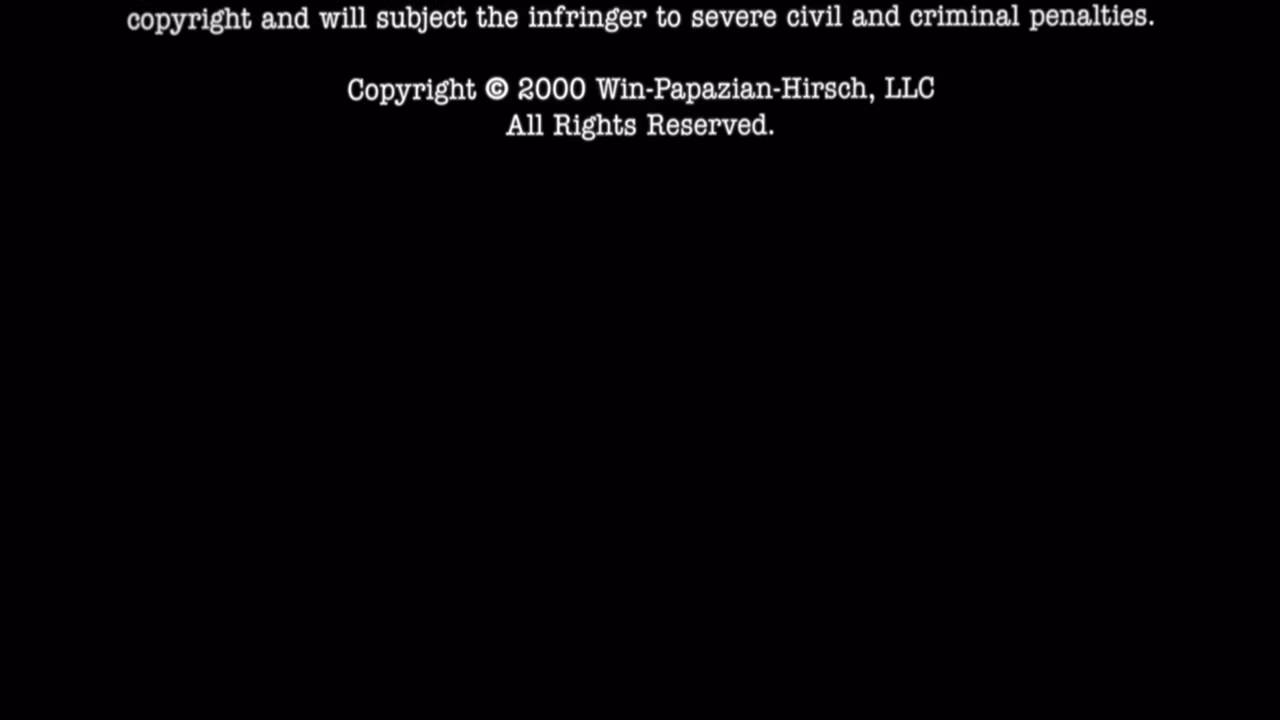 copyright and will subject the infringer to severe civil and criminal penalties.
Copyright © 2000 Win-Papazian-Hirsch, LLC
All Rights Reserved.